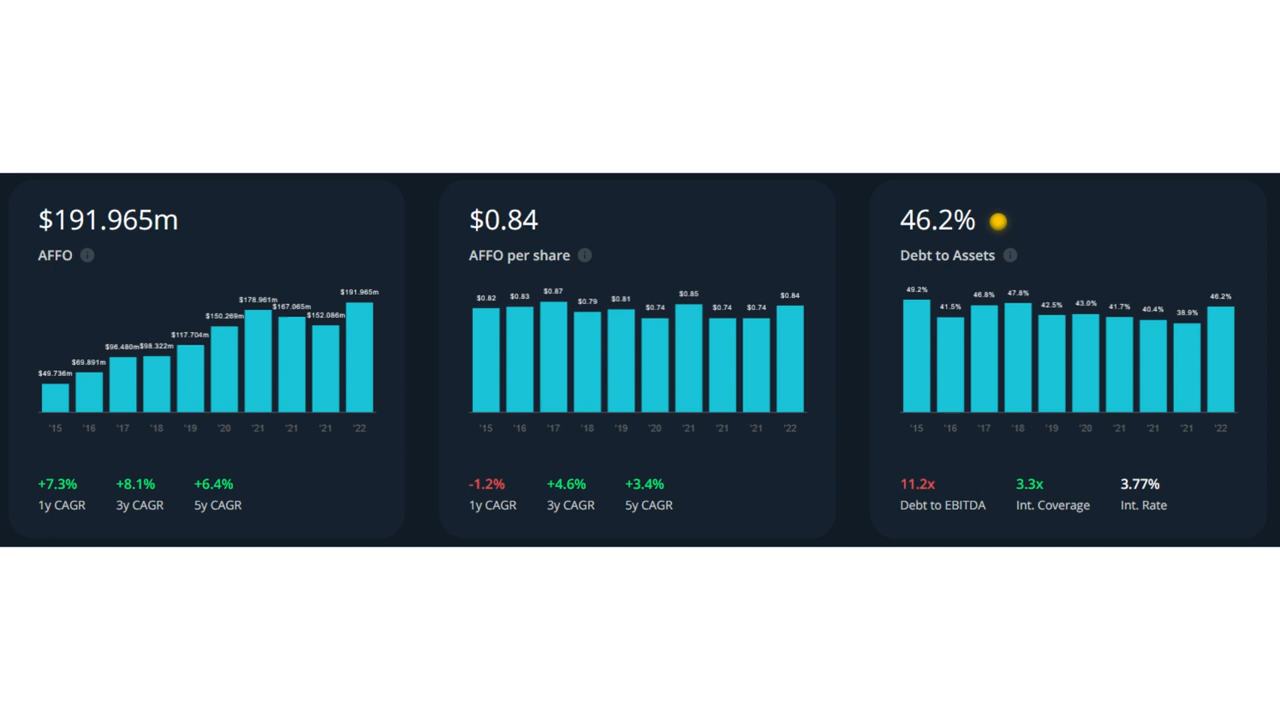 $191.965m
AFFO
$49.736m $69.891m $96.480m $98.322m $117.704m $150.269m $178.961m $167.065m $152.086m $191.965m
'15 '16 '17 '18 '19 '20 '21 '21 '21 '22
+7.3% +8.1% +6.4%
1y CAGR 3y CAGR 5y CAGR
$0.84
AFFO per share
$0.82 $0.83 $0.87 $0.79 $0.81 $0.74 $0.85 $0.74 $0.74 $0.84
'15 '16 '17 '18 '19 '20 '21 '21 '21 '22
-1.2% +4.6% +3.4%
1y CAGR 3y CAGR 5y CAGR
46.2%
Debt to Assets
49.2% 41.5% 46.8% 47.8% 42.5% 43.0% 41.7% 40.4% 38.9% 46.2%
'15 '16 '17 '18 '19 '20 '21 '21 '21 '22
11.2x 3.3x 3.77%
Debt to EBITDA Int. Coverage Int. Rate